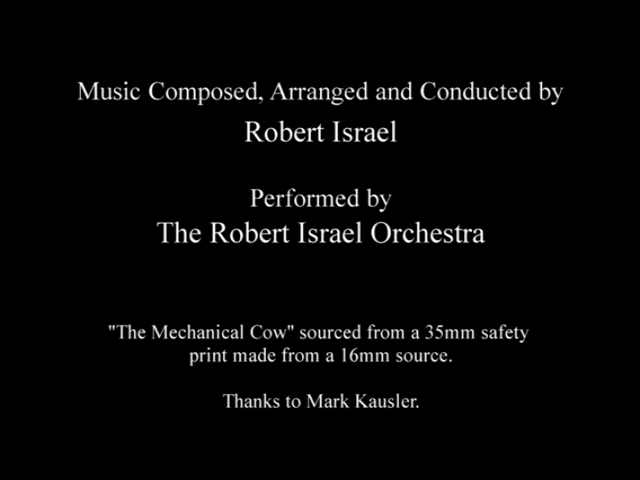 Music Composed, Arranged and Conducted by
Robert Israel
Performed by
The Robert Israel Orchestra
"The Mechanical Cow" sourced from a 35mm safety
print made from a 16mm source.
Thanks to Mark Kausler.